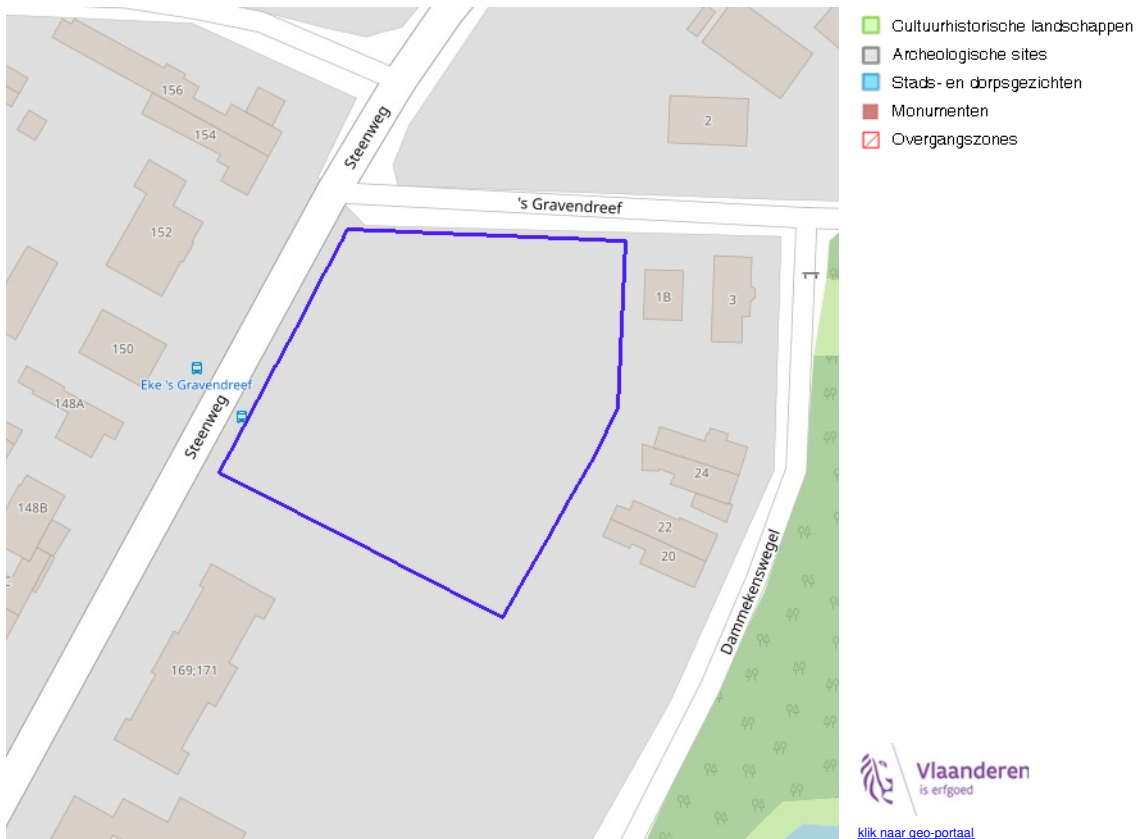 Cultuurhistorische landschappen
Archeologische sites
Stads- en dorpsgezichten
Monumenten
Overgangszones
156
154
2
Steenweg
's Gravendreef
152
1B
3
150
Eke 's Gravendreef
148A
Steenweg
24
148B
22
20
Dammekenswegel
169;171
Vlaanderen
is erfgoed
klik naar geo-portaal